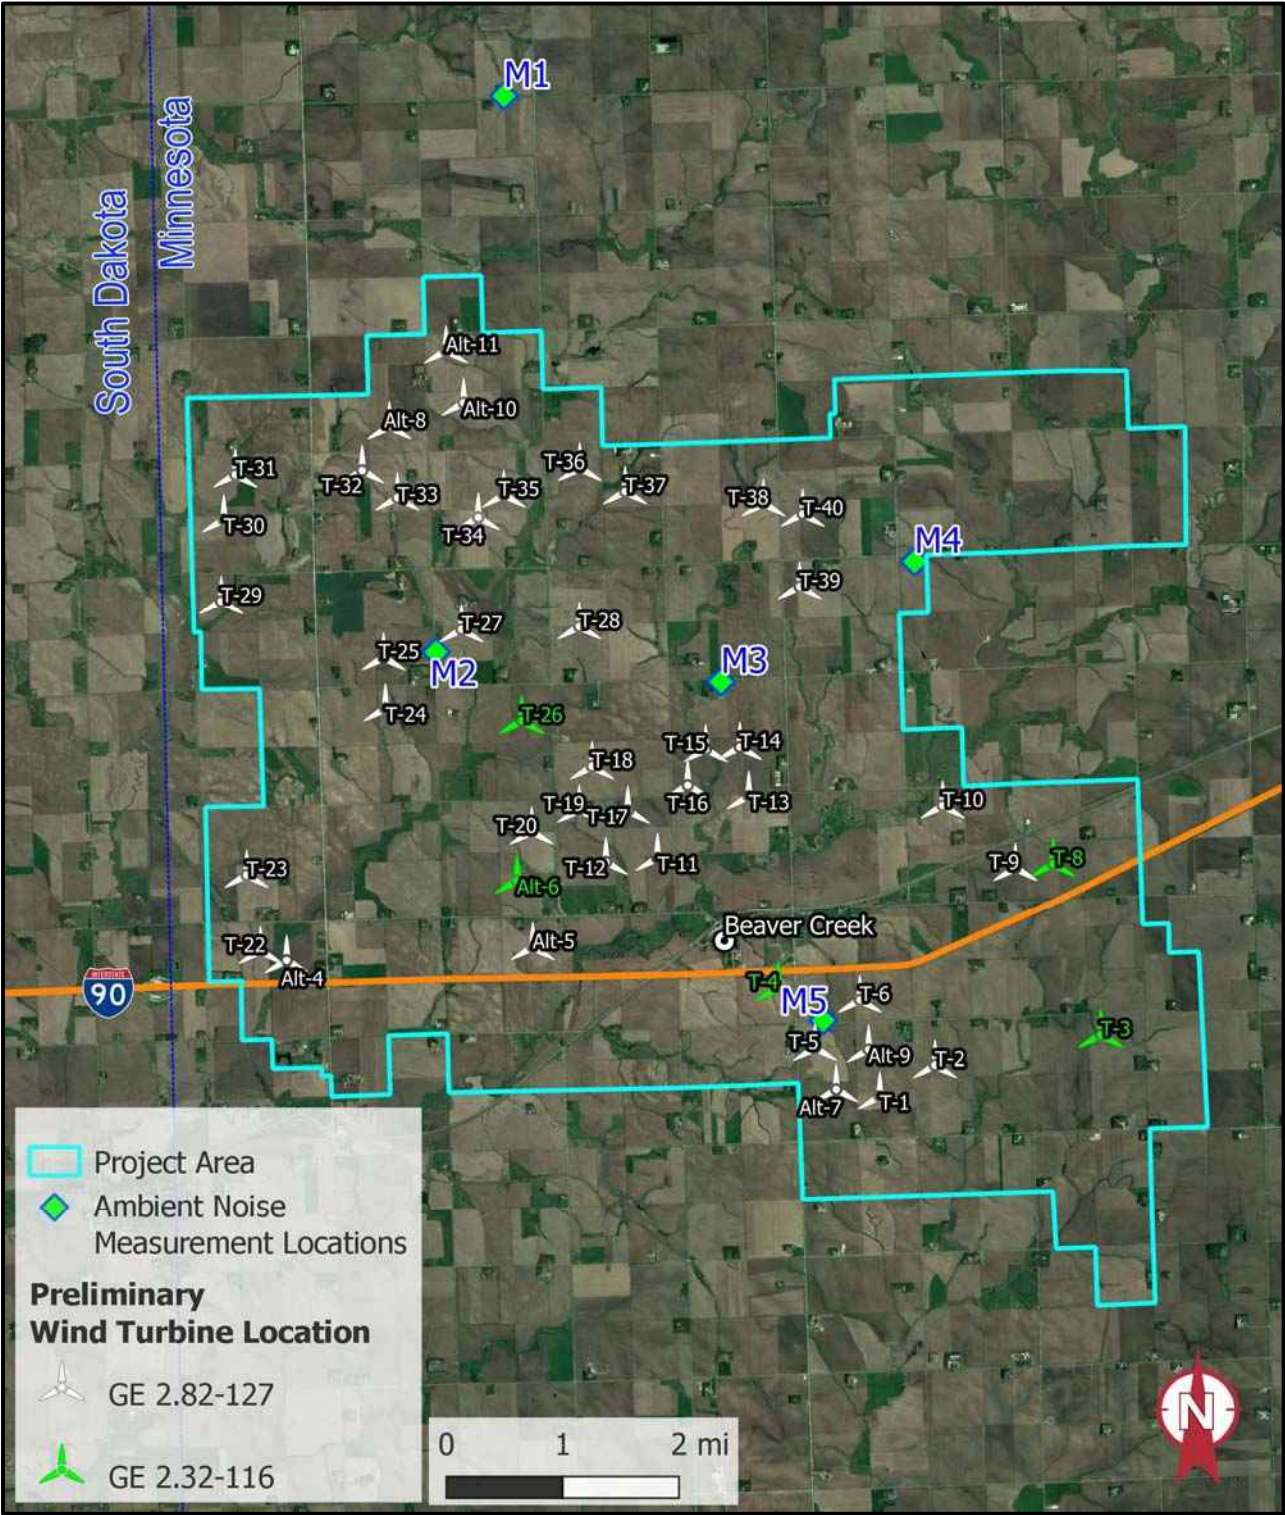 M1
Minnesota
South Dakota
Alt-11
Alt-10
Alt-8
T-36
T-31
T-32
T-33
T-35
T-37
T-38
T-40
T-30
T-34
M4
T-39
T-29
T-27
T-28
T-25
M2
M3
T-24
T-26
T-15
T-14
T-18
T-16
T-13
T-10
T-19
T-17
T-20
T-12
T-11
T-9
T-8
T-23
Alt-6
Beaver Creek
T-22
Alt-5
Alt-4
INTERSTATE
90
T-4
M5
T-6
T-3
T-5
Alt-9
T-2
Alt-7
T-1
Project Area
Ambient Noise
Measurement Locations
Preliminary
Wind Turbine Location
GE 2.82-127
GE 2.32-116
0 1 2 mi
N